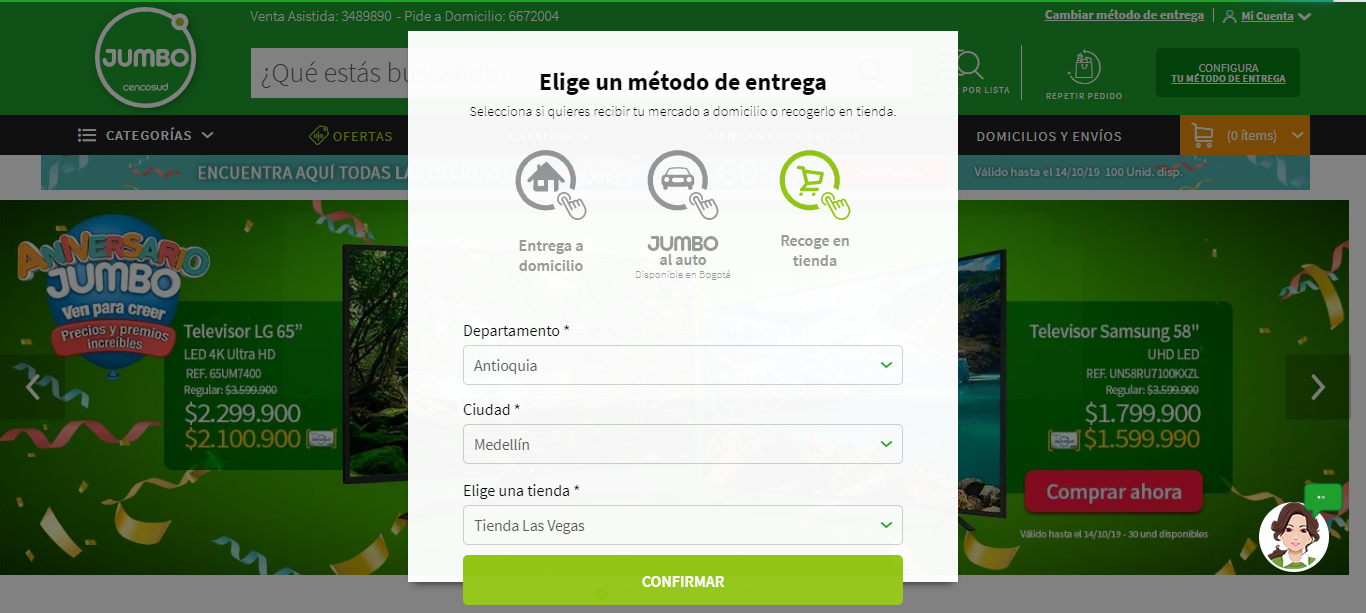 Venta Asistida: 3489890 - Pide a Domicilio: 6672004
Cambiar método de entrega
Mi Cuenta
JUMBO
cencosud
¿Qué estás buscando?
POR LISTA
REPETIR PEDIDO
CONFIGURA
TU MÉTODO DE ENTREGA
CATEGORÍAS
OFERTAS
CATÁLOGOS
TIENDAS Y COBERTURA
DOMICILIOS Y ENVÍOS
(0 ítems)
ENCUENTRA AQUÍ TODAS LAS OFERTAS
Válido hasta el 14/10/19 100 Unid. disp.
Elige un método de entrega
Selecciona si quieres recibir tu mercado a domicilio o recogerlo en tienda.
Entrega a
domicilio
JUMBO
al auto
Disponible en Bogotá
Recoge en
tienda
Departamento *
Antioquia
Ciudad *
Medellín
Elige una tienda *
Tienda Las Vegas
CONFIRMAR
ANIVERSARIO
JUMBO
Ven para creer
Precios y premios
increíbles
Televisor LG 65”
LED 4K Ultra HD
REF. 65UM7400
Regular: $3.599.900
$2.299.900
$2.100.900
Televisor Samsung 58"
UHD LED
REF. UN58RU7100KXZL
Regular: $3.599.900
$1.799.900
$1.599.990
Comprar ahora
Válido hasta el 14/10/19 - 30 und disponibles